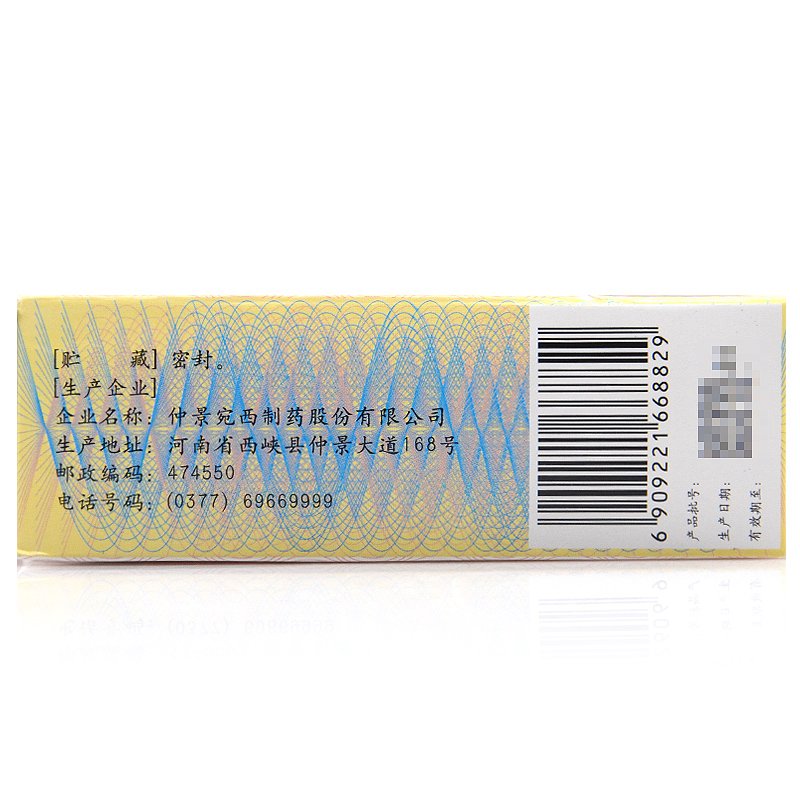 [贮　　藏] 密封。
[生产企业]
企业名称：仲景宛西制药股份有限公司
生产地址：河南省西峡县仲景大道168号
邮政编码：474550
电话号码：(0377) 69669999
6 909221 668829
产品批号：
生产日期：
有效期至：